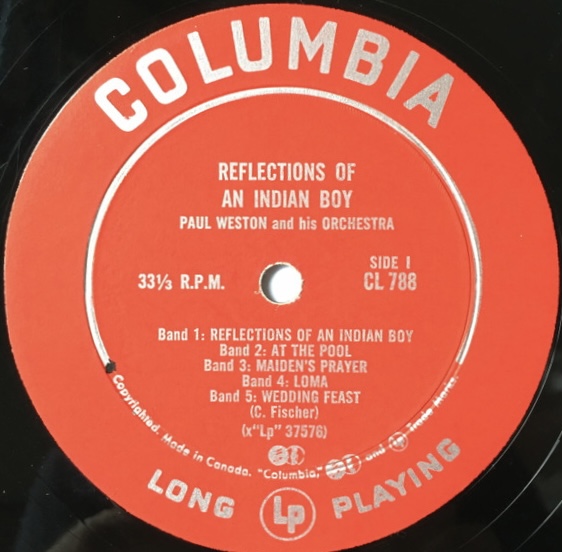 COLUMBIA
REFLECTIONS OF
AN INDIAN BOY
PAUL WESTON and his ORCHESTRA
33⅓ R.P.M.
SIDE 1
CL 788
Band 1: REFLECTIONS OF AN INDIAN BOY
Band 2: AT THE POOL
Band 3: MAIDEN'S PRAYER
Band 4: LOMA
Band 5: WEDDING FEAST
(C. Fischer)
(x"Lp" 37576)
Copyrighted. Made in Canada. "Columbia," and Lp Trade Marks.
LONG Lp PLAYING